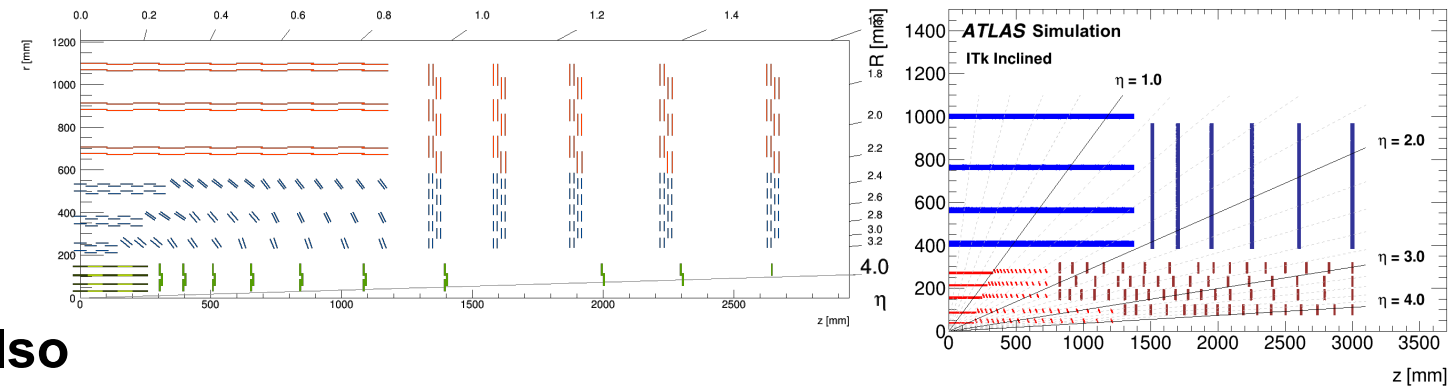 0.0 0.2 0.4 0.6 0.8 1.0 1.2 1.4
r [mm]
1200
1000
800
600
400
200
0
1.8
2.0
2.2
2.4
2.6
2.8
3.0
3.2
4.0
η
0 500 1000 1500 2000 2500
z [mm]
R [mm]
ATLAS Simulation
ITk Inclined
η = 1.0
η = 2.0
η = 3.0
η = 4.0
1400
1200
1000
800
600
400
200
0
0 500 1000 1500 2000 2500 3000 3500
z [mm]
lso